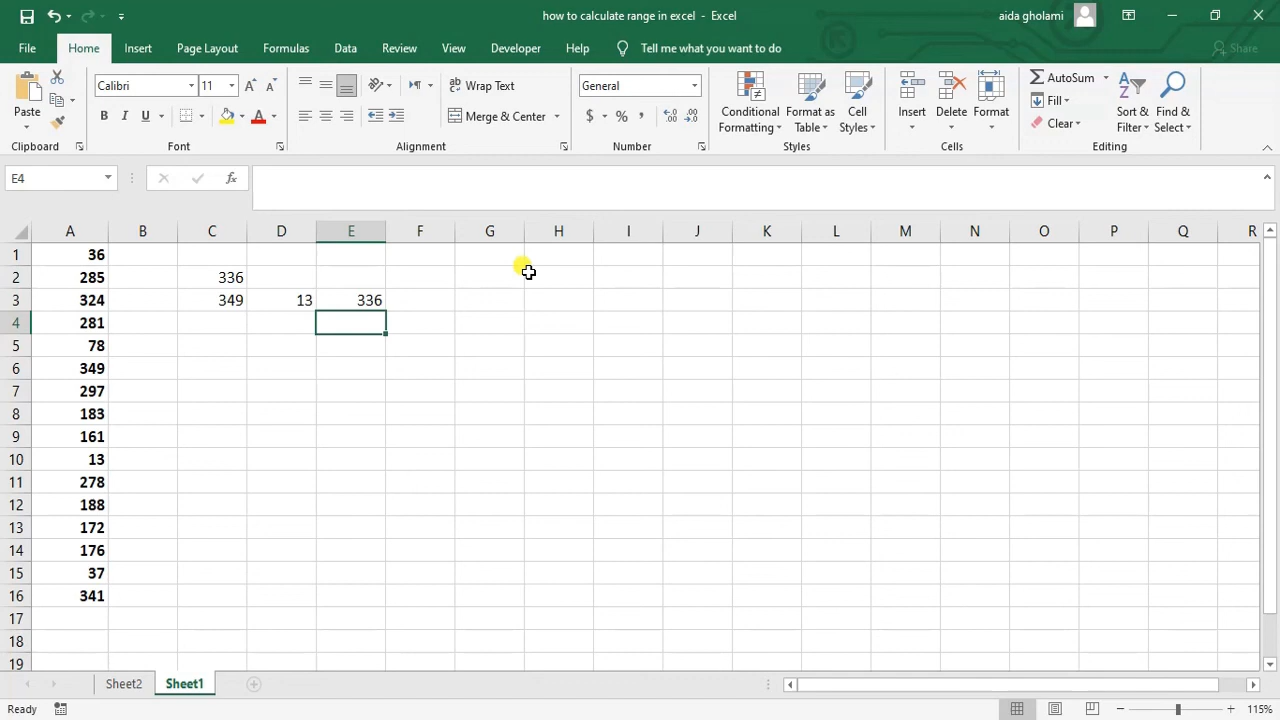 how to calculate range in excel - Excel
aida gholami
File Home Insert Page Layout Formulas Data Review View Developer Help Tell me what you want to do Share
Paste
Clipboard
Calibri 11
B I U
Font
Wrap Text
Merge & Center
Alignment
General
$ % ,
Number
Conditional Formatting
Format as Table
Cell Styles
Styles
Insert
Delete
Format
Cells
AutoSum
Fill
Clear
Sort & Filter
Find & Select
Editing
E4
fx
A B C D E F G H I J K L M N O P Q R
1 36
2 285 336
3 324 349 13 336
4 281
5 78
6 349
7 297
8 183
9 161
10 13
11 278
12 188
13 172
14 176
15 37
16 341
17
18
19
Sheet2 Sheet1
Ready
115%